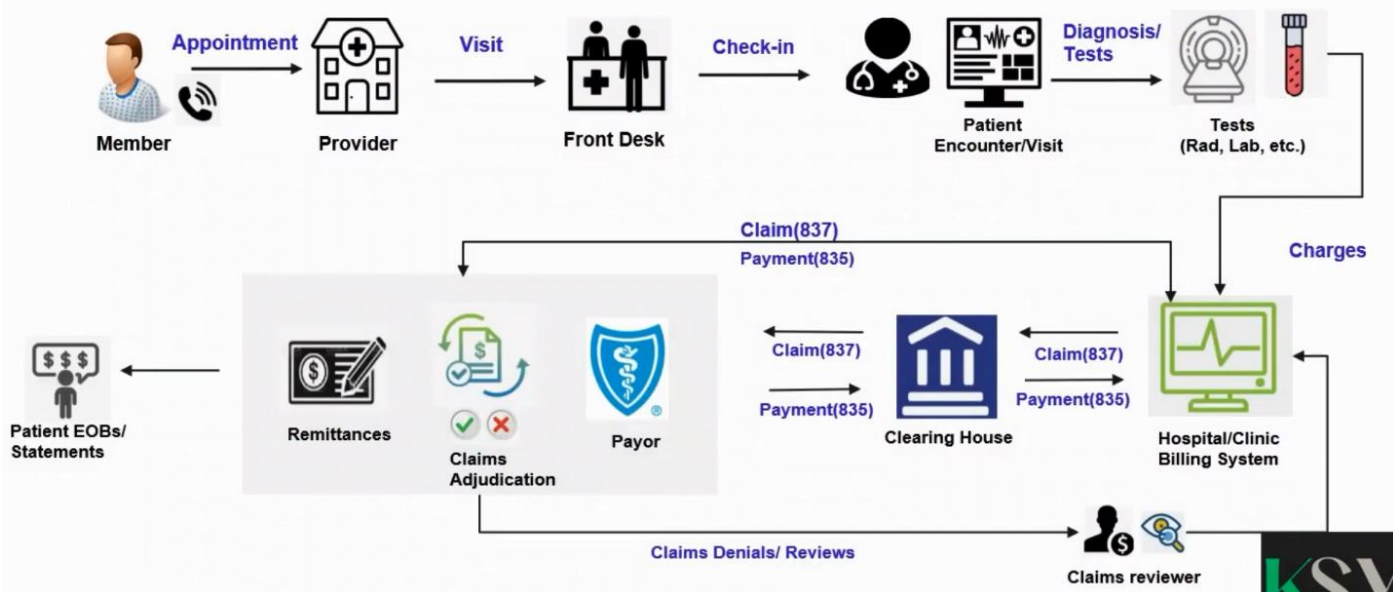 Appointment
Visit
Check-in
Diagnosis/
Tests
Member
Provider
Front Desk
Patient
Encounter/Visit
Tests
(Rad, Lab, etc.)
Claim(837)
Payment(835)
Charges
$ $ $
Patient EOBs/
Statements
$
Remittances
$
Claims
Adjudication
®
Payor
Claim(837)
Payment(835)
Clearing House
Claim(837)
Payment(835)
Hospital/Clinic
Billing System
Claims Denials/ Reviews
$
Claims reviewer